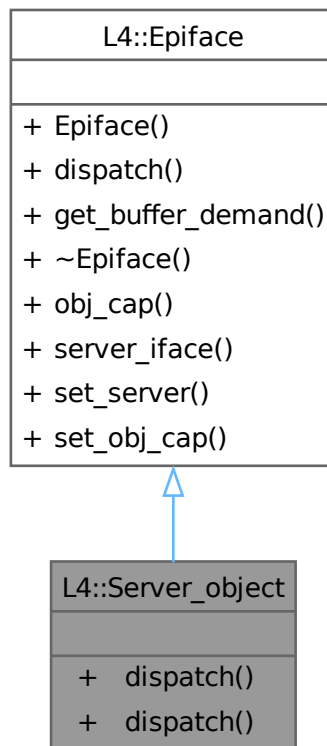 L4::Epiface
+ Epiface()
+ dispatch()
+ get_buffer_demand()
+ ~Epiface()
+ obj_cap()
+ server_iface()
+ set_server()
+ set_obj_cap()
L4::Server_object
+ dispatch()
+ dispatch()